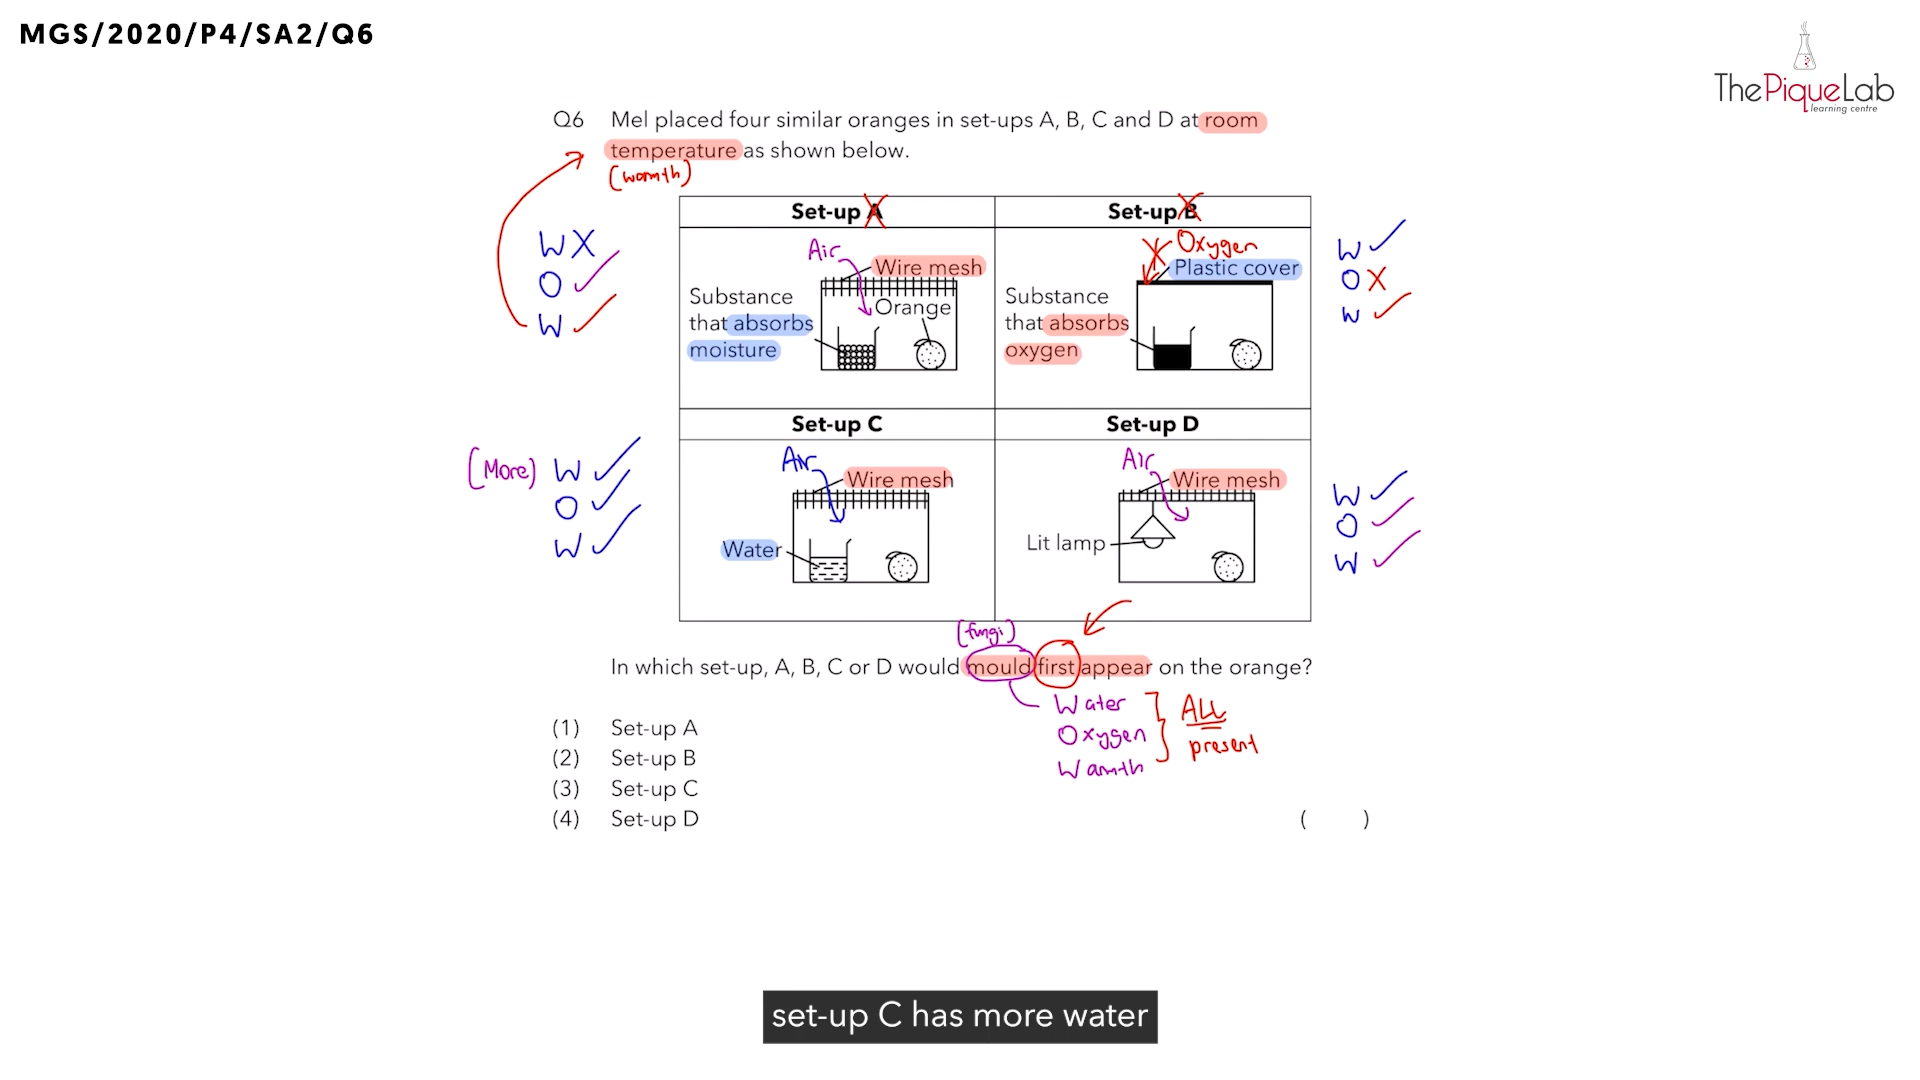 MGS/2020/P4/SA2/Q6
ThePiqueLab
learning centre
Q6 Mel placed four similar oranges in set-ups A, B, C and D at room
temperature as shown below.
(warmth)
Set-up A
Set-up B
W X
O
W
Air
Wire mesh
Substance
that absorbs
moisture
Orange
Oxygen
Plastic cover
Substance
that absorbs
oxygen
W
O X
W
Set-up C
Set-up D
(More) W
O
W
Air
Wire mesh
Water
Air
Wire mesh
Lit lamp
W
O
W
(fungi)
In which set-up, A, B, C or D would mould first appear on the orange?
Water
Oxygen
Warmth
ALL
present
(1) Set-up A
(2) Set-up B
(3) Set-up C
(4) Set-up D
( )
set-up C has more water